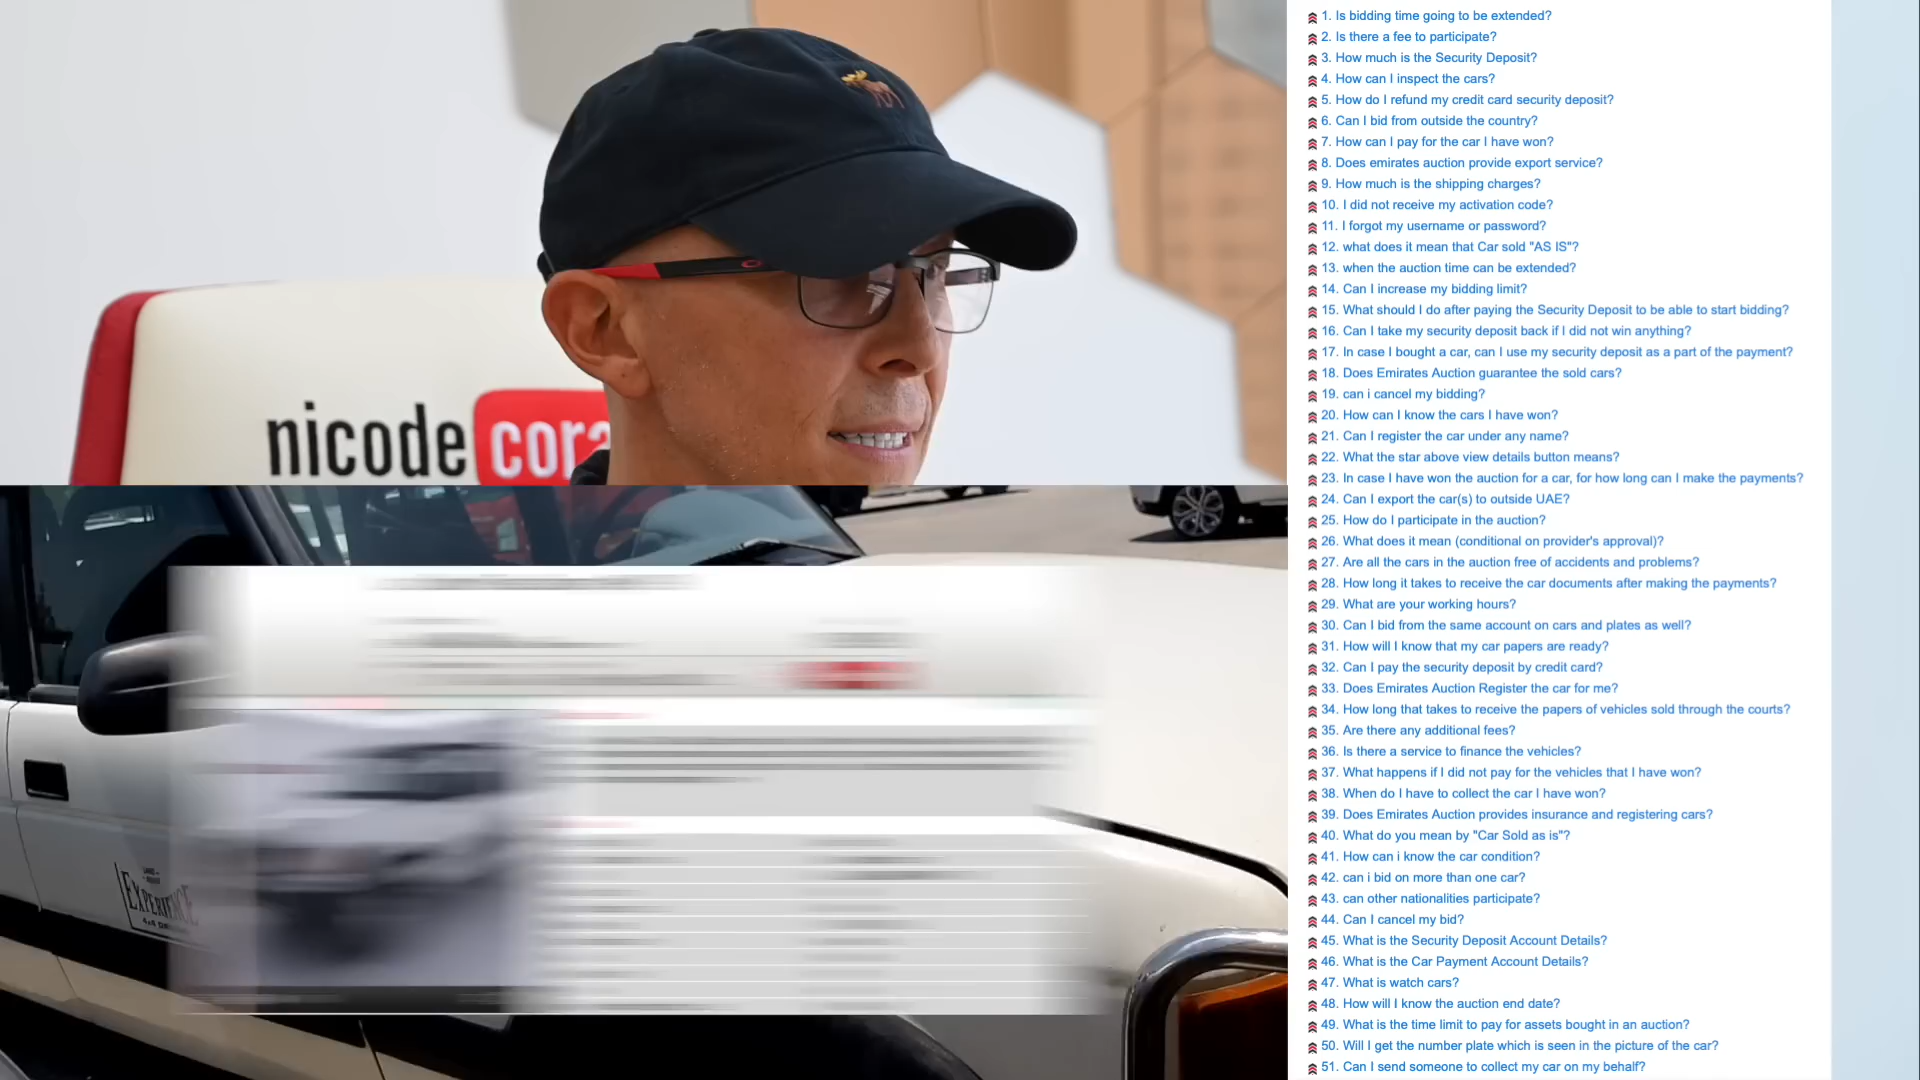 nicode
1. Is bidding time going to be extended?
2. Is there a fee to participate?
3. How much is the Security Deposit?
4. How can I inspect the cars?
5. How do I refund my credit card security deposit?
6. Can I bid from outside the country?
7. How can I pay for the car I have won?
8. Does emirates auction provide export service?
9. How much is the shipping charges?
10. I did not receive my activation code?
11. I forgot my username or password?
12. what does it mean that Car sold "AS IS"?
13. when the auction time can be extended?
14. Can I increase my bidding limit?
15. What should I do after paying the Security Deposit to be able to start bidding?
16. Can I take my security deposit back if I did not win anything?
17. In case I bought a car, can I use my security deposit as a part of the payment?
18. Does Emirates Auction guarantee the sold cars?
19. can i cancel my bidding?
20. How can I know the cars I have won?
21. Can I register the car under any name?
22. What the star above view details button means?
23. In case I have won the auction for a car, for how long can I make the payments?
24. Can I export the car(s) to outside UAE?
25. How do I participate in the auction?
26. What does it mean (conditional on provider's approval)?
27. Are all the cars in the auction free of accidents and problems?
28. How long it takes to receive the car documents after making the payments?
29. What are your working hours?
30. Can I bid from the same account on cars and plates as well?
31. How will I know that my car papers are ready?
32. Can I pay the security deposit by credit card?
33. Does Emirates Auction Register the car for me?
34. How long that takes to receive the papers of vehicles sold through the courts?
35. Are there any additional fees?
36. Is there a service to finance the vehicles?
37. What happens if I did not pay for the vehicles that I have won?
38. When do I have to collect the car I have won?
39. Does Emirates Auction provides insurance and registering cars?
40. What do you mean by "Car Sold as is"?
41. How can i know the car condition?
42. can i bid on more than one car?
43. can other nationalities participate?
44. Can I cancel my bid?
45. What is the Security Deposit Account Details?
46. What is the Car Payment Account Details?
47. What is watch cars?
48. How will I know the auction end date?
49. What is the time limit to pay for assets bought in an auction?
50. Will I get the number plate which is seen in the picture of the car?
51. Can I send someone to collect my car on my behalf?
EXPERIENCE